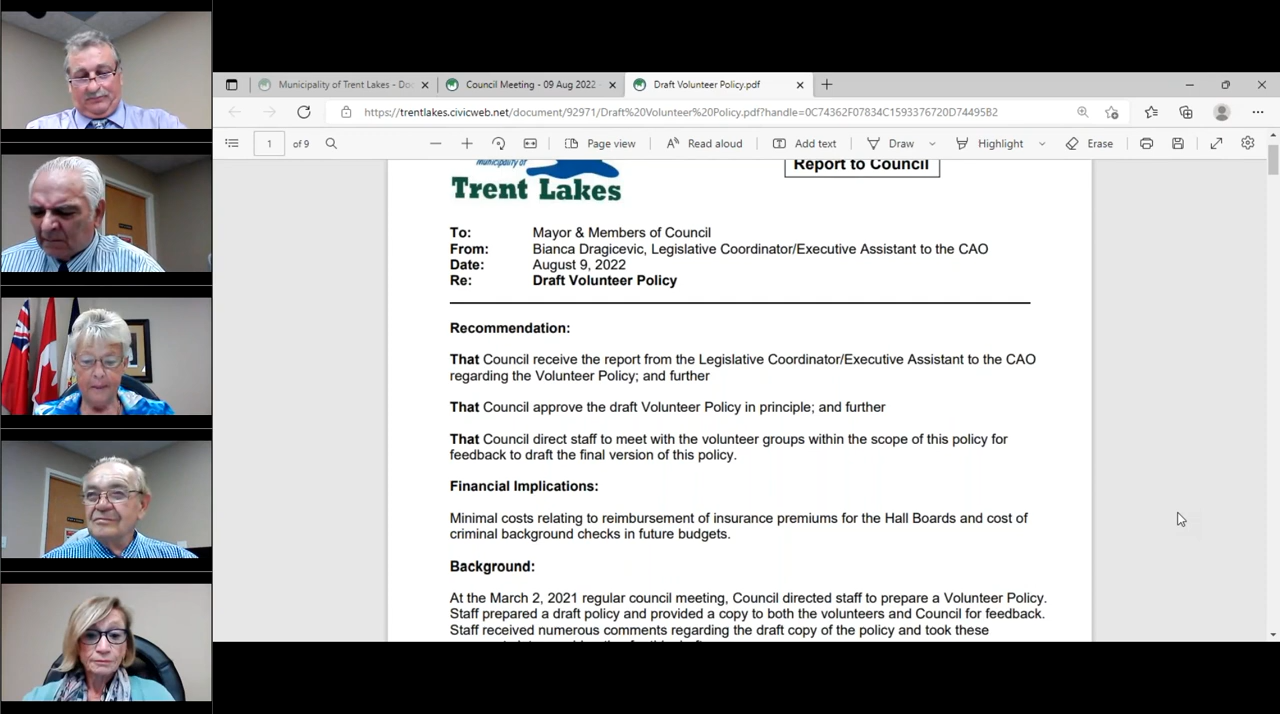 Municipality of Trent Lakes - Doc
Council Meeting - 09 Aug 2022
Draft Volunteer Policy.pdf
https://trentlakes.civicweb.net/document/92971/Draft%20Volunteer%20Policy.pdf?handle=0C74362F07834C1593376720D74495B2
1 of 9
Page view
Read aloud
Add text
Draw
Highlight
Erase
Municipality of
Trent Lakes
Report to Council
To: Mayor & Members of Council
From: Bianca Dragicevic, Legislative Coordinator/Executive Assistant to the CAO
Date: August 9, 2022
Re: Draft Volunteer Policy
Recommendation:
That Council receive the report from the Legislative Coordinator/Executive Assistant to the CAO
regarding the Volunteer Policy; and further
That Council approve the draft Volunteer Policy in principle; and further
That Council direct staff to meet with the volunteer groups within the scope of this policy for
feedback to draft the final version of this policy.
Financial Implications:
Minimal costs relating to reimbursement of insurance premiums for the Hall Boards and cost of
criminal background checks in future budgets.
Background:
At the March 2, 2021 regular council meeting, Council directed staff to prepare a Volunteer Policy.
Staff prepared a draft policy and provided a copy to both the volunteers and Council for feedback.
Staff received numerous comments regarding the draft copy of the policy and took these